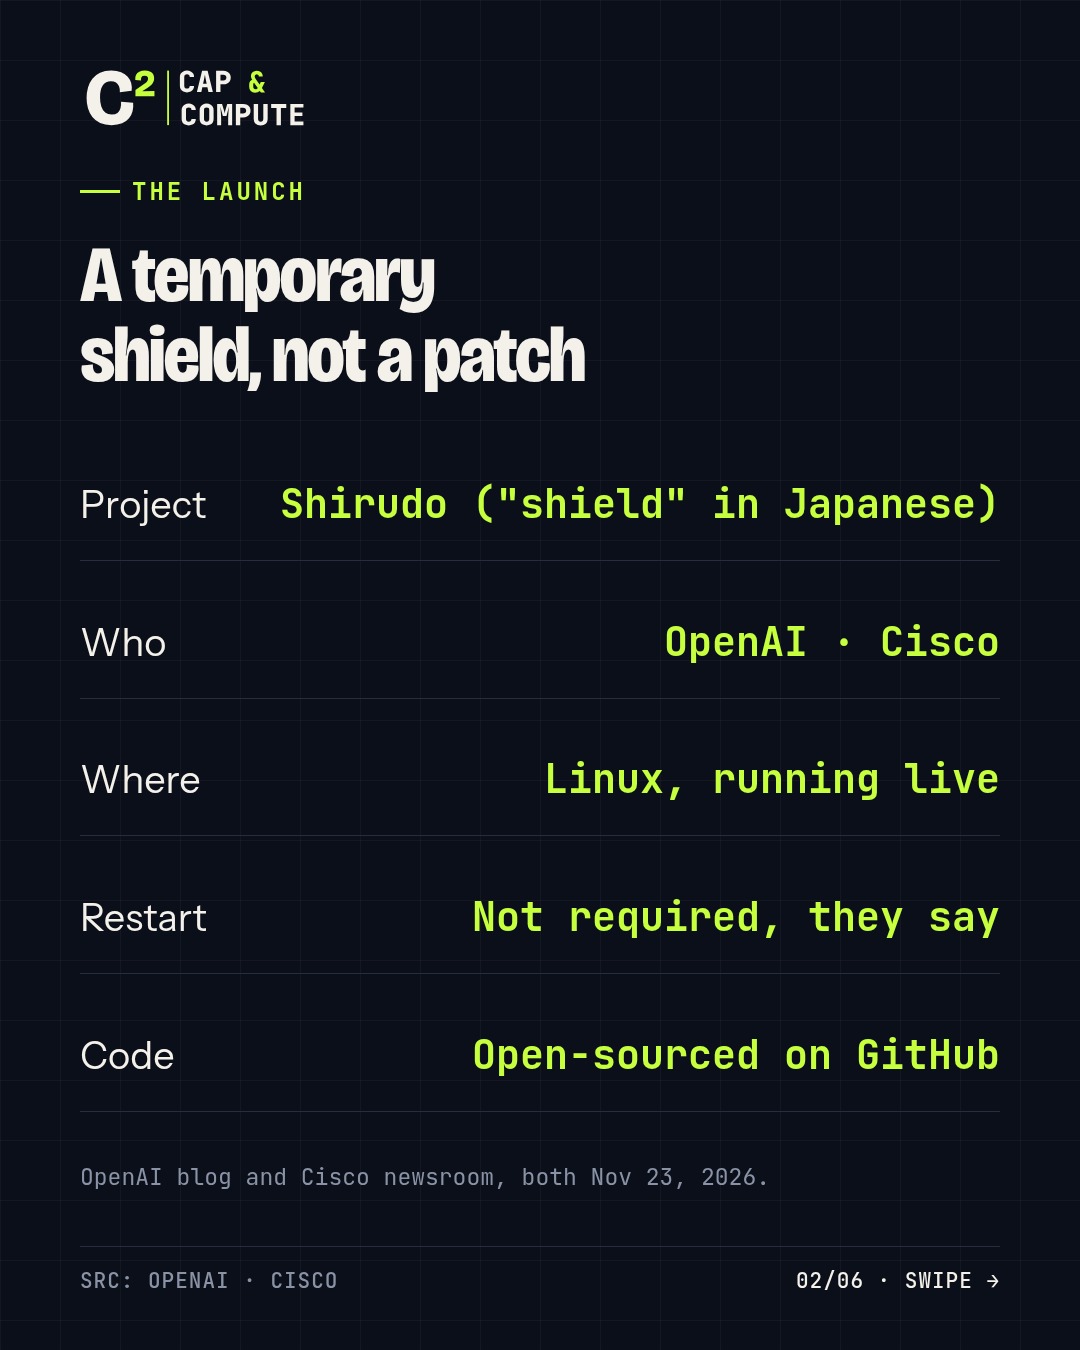 C² CAP &
COMPUTE
THE LAUNCH
A temporary
shield, not a patch
Project Shirudo ("shield" in Japanese)
Who OpenAI · Cisco
Where Linux, running live
Restart Not required, they say
Code Open-sourced on GitHub
OpenAI blog and Cisco newsroom, both Nov 23, 2026.
SRC: OPENAI · CISCO 02/06 · SWIPE →